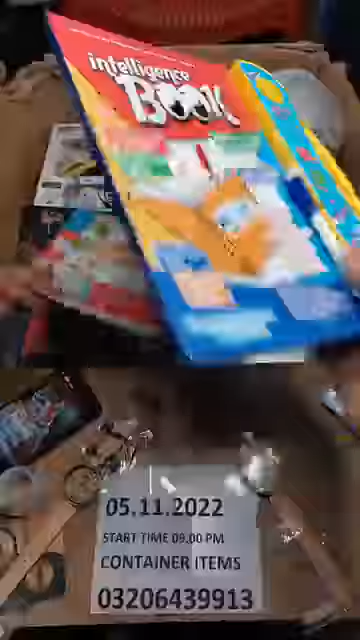 intelligence
BOOK
05.11.2022
START TIME 09.00 PM
CONTAINER ITEMS
03206439913